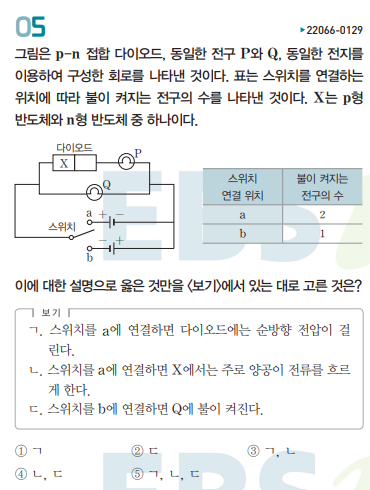 05
▶22066-0129
그림은 p-n 접합 다이오드, 동일한 전구 P와 Q, 동일한 전지를
이용하여 구성한 회로를 나타낸 것이다. 표는 스위치를 연결하는
위치에 따라 불이 켜지는 전구의 수를 나타낸 것이다. X는 p형
반도체와 n형 반도체 중 하나이다.
다이오드
X
P
Q
a + −
스위치
− +
b
스위치 연결 위치
불이 켜지는 전구의 수
a 2
b 1
이에 대한 설명으로 옳은 것만을 <보기>에서 있는 대로 고른 것은?
보기
ㄱ. 스위치를 a에 연결하면 다이오드에는 순방향 전압이 걸
린다.
ㄴ. 스위치를 a에 연결하면 X에서는 주로 양공이 전류를 흐르
게 한다.
ㄷ. 스위치를 b에 연결하면 Q에 불이 켜진다.
① ㄱ ② ㄷ ③ ㄱ, ㄴ
④ ㄴ, ㄷ ⑤ ㄱ, ㄴ, ㄷ
EBS
EBS